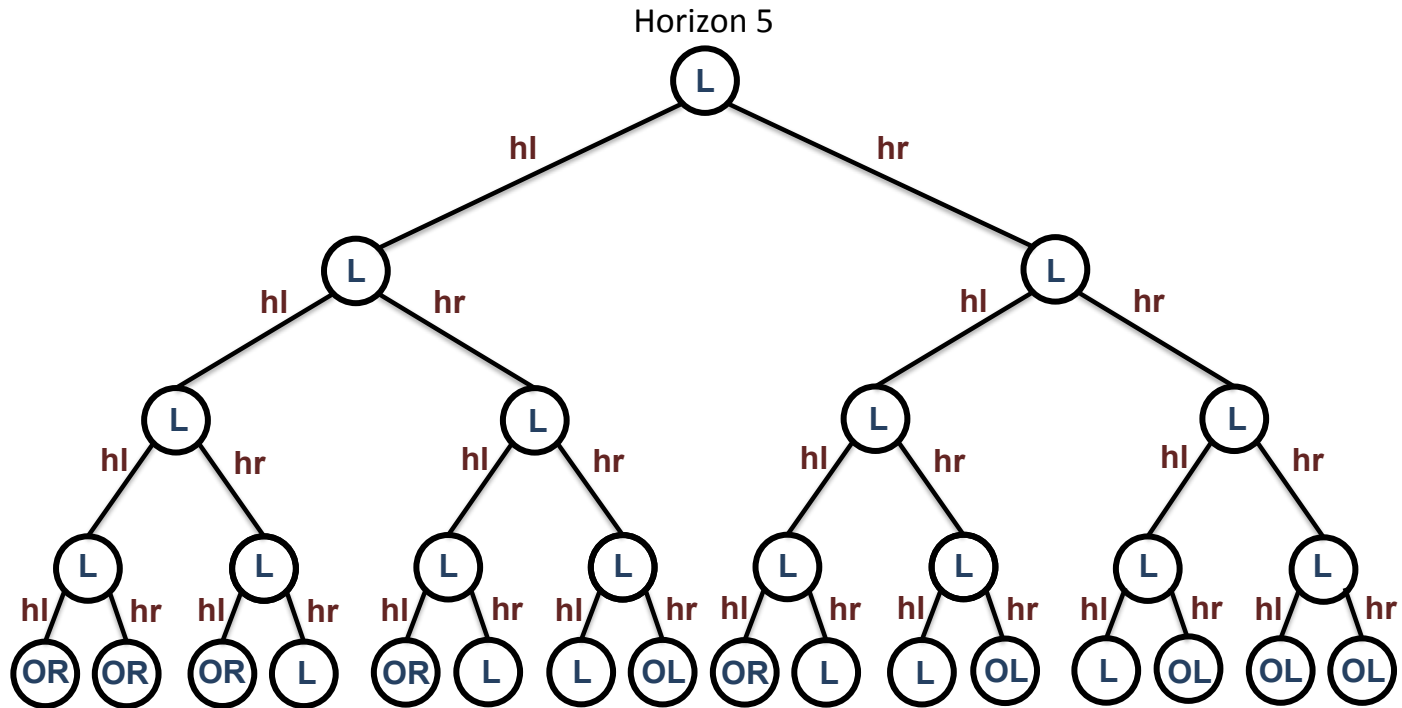 Horizon 5
L
hl hr
L L
hl hr hl hr
L L L L
hl hr hl hr hl hr hl hr
L L L L L L L L
hl hr hl hr hl hr hl hr hl hr hl hr hl hr hl hr
OR OR OR L OR L L OL OR L L OL L OL OL OL